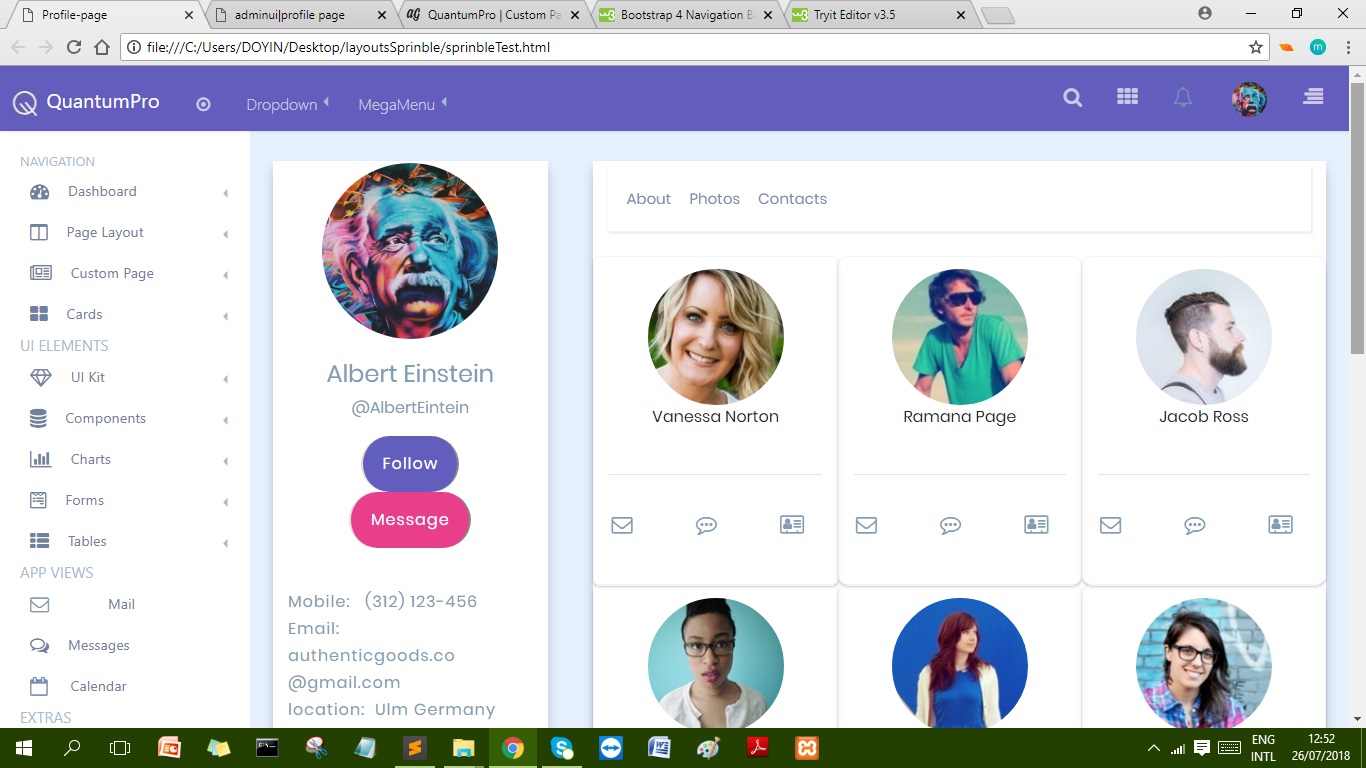 Profile-page
adminui|profile page
QuantumPro | Custom Pa
Bootstrap 4 Navigation B
Tryit Editor v3.5
file:///C:/Users/DOYIN/Desktop/layoutsSprinble/sprinbleTest.html
m
QuantumPro
Dropdown
MegaMenu
NAVIGATION
Dashboard
Page Layout
Custom Page
Cards
UI ELEMENTS
UI Kit
Components
Charts
Forms
Tables
APP VIEWS
Mail
Messages
Calendar
EXTRAS
Albert Einstein
@AlbertEintein
Follow
Message
Mobile: (312) 123-456
Email:
authenticgoods.co
@gmail.com
location: Ulm Germany
About Photos Contacts
Vanessa Norton
Ramana Page
Jacob Ross
ENG
INTL
12:52
26/07/2018